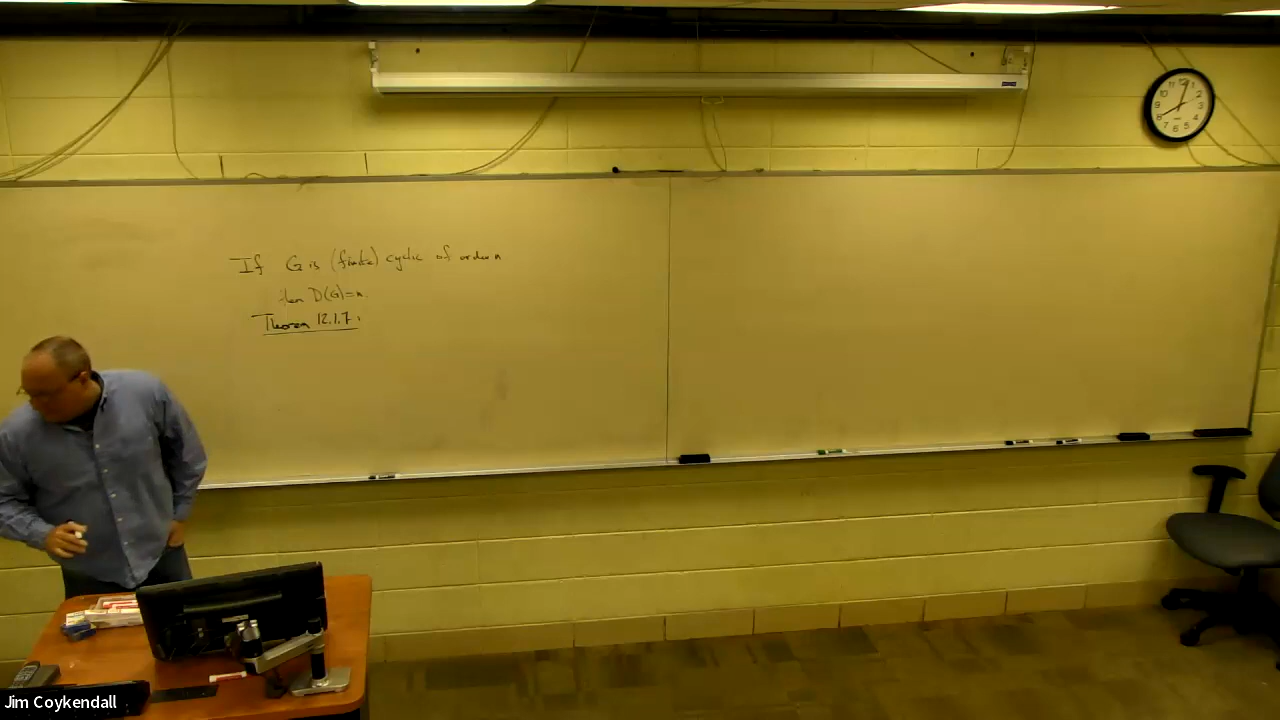 If G is (finite) cyclic of order n
then D(G)=n.
Theorem 12.1.7:
Jim Coykendall